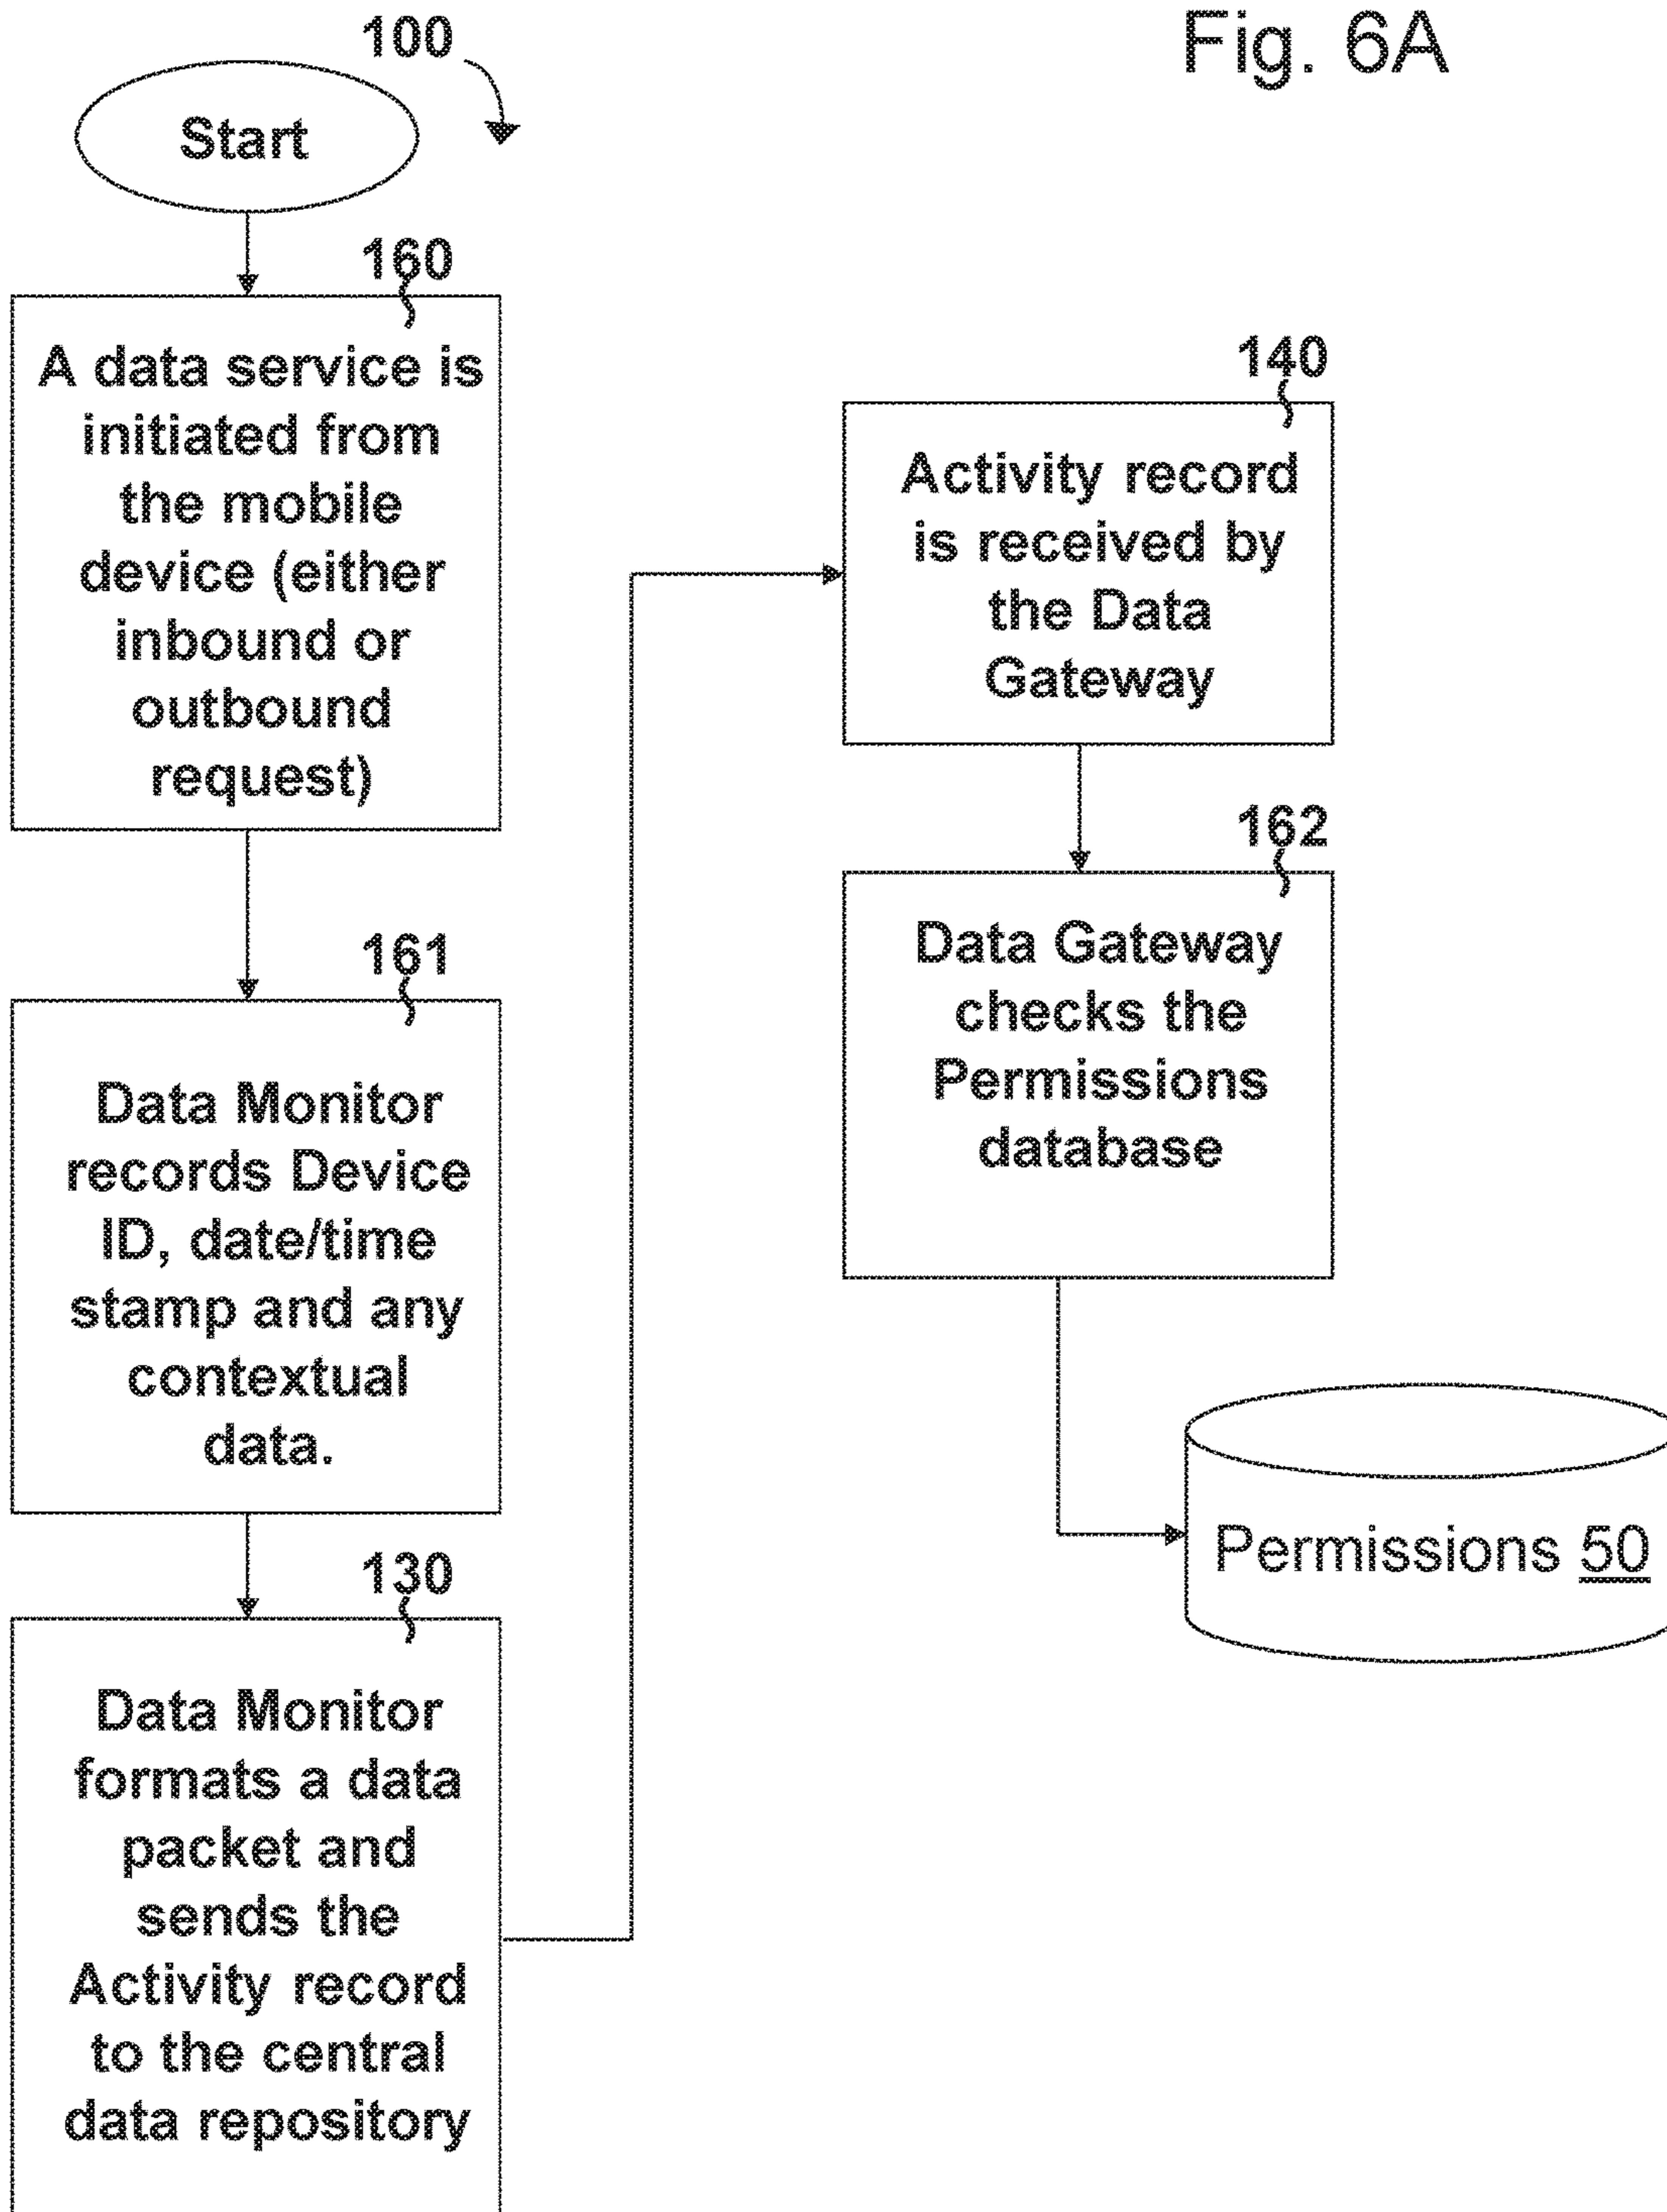 Fig. 6A
100
Start
160
A data service is
initiated from
the mobile
device (either
inbound or
outbound
request)
161
Data Monitor
records Device
ID, date/time
stamp and any
contextual
data.
130
Data Monitor
formats a data
packet and
sends the
Activity record
to the central
data repository
140
Activity record
is received by
the Data
Gateway
162
Data Gateway
checks the
Permissions
database
Permissions 50